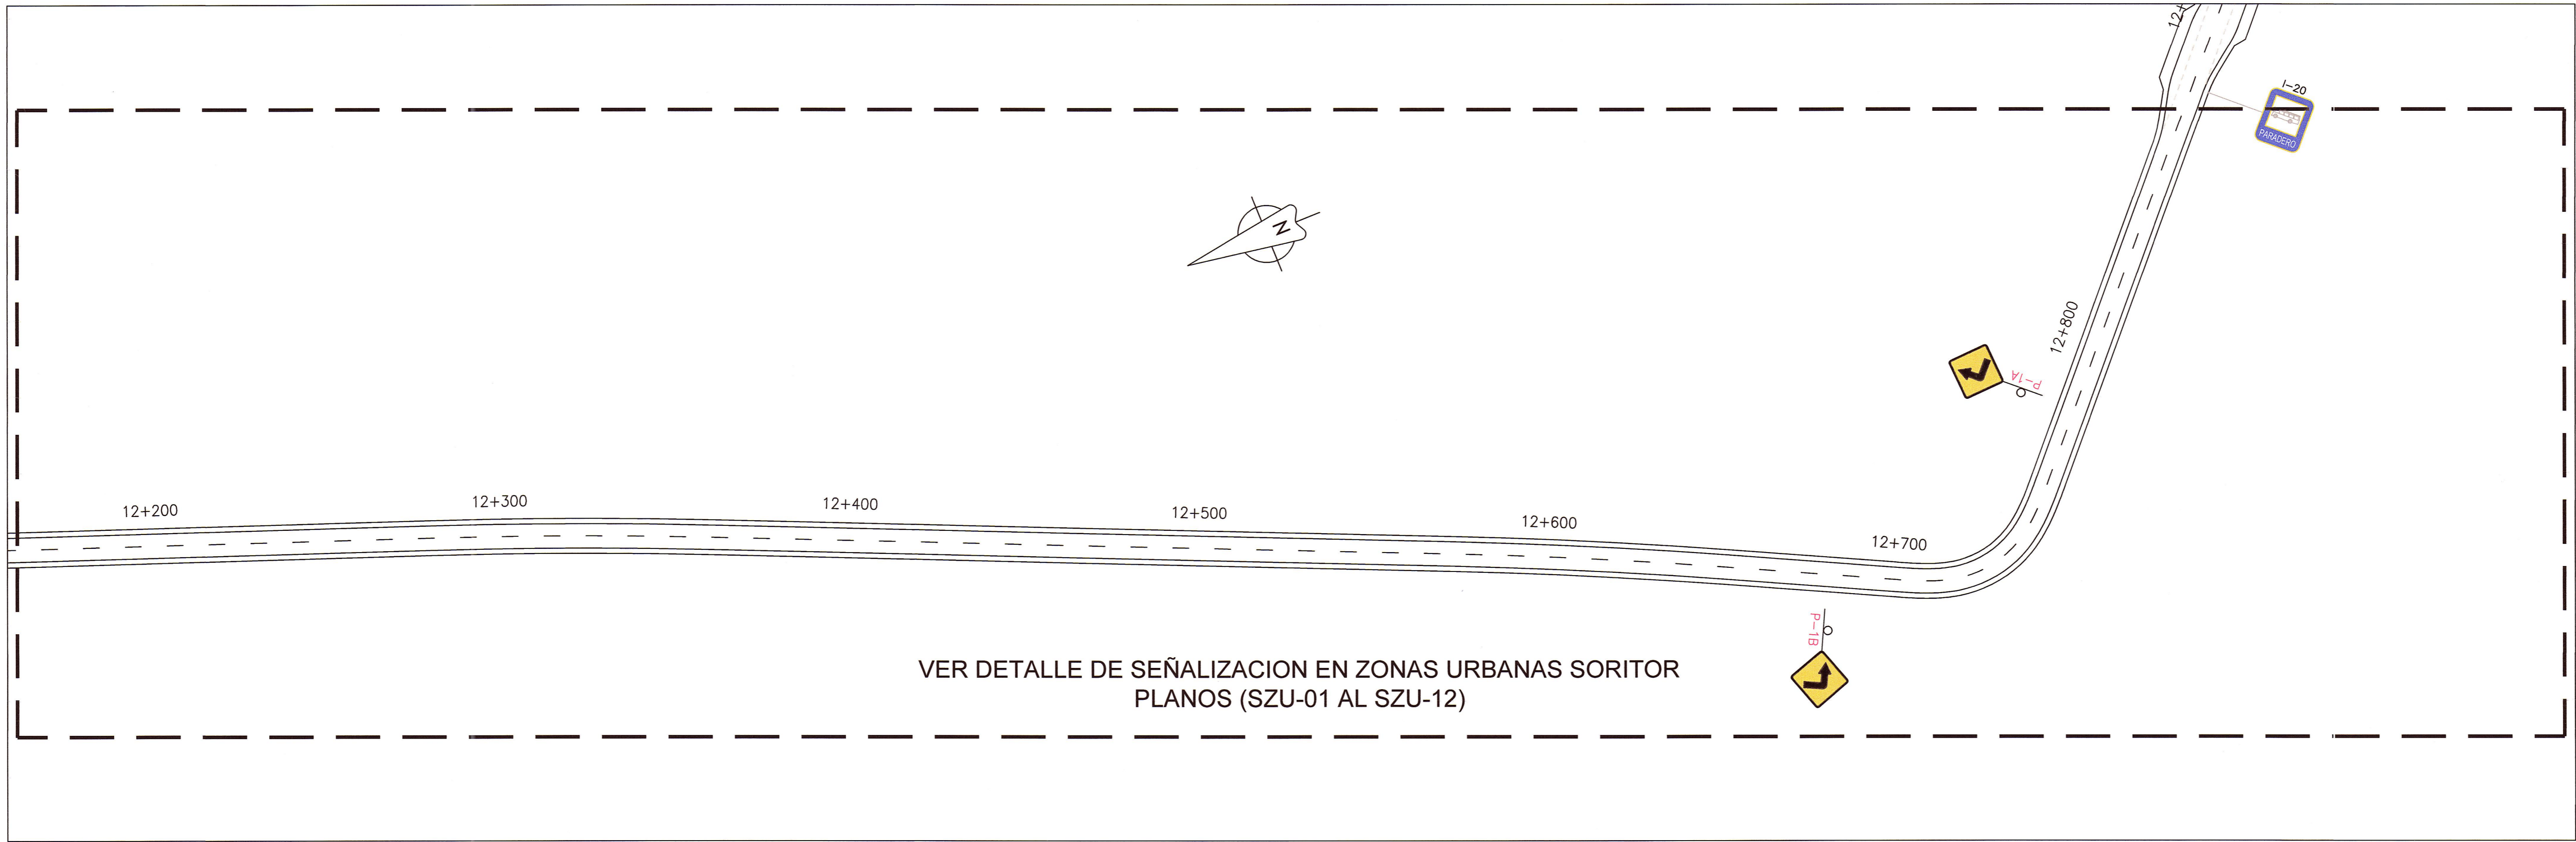 12+
I-20
PARADERO
N
12+800
P-1A
12+200
12+300
12+400
12+500
12+600
12+700
P-1B
VER DETALLE DE SEÑALIZACION EN ZONAS URBANAS SORITOR
PLANOS (SZU-01 AL SZU-12)